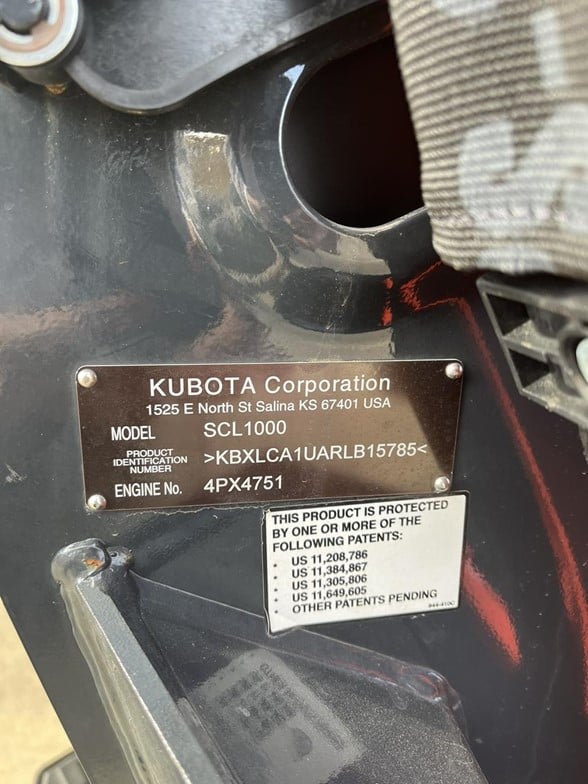 KUBOTA Corporation
1525 E North St Salina KS 67401 USA
MODEL SCL1000
PRODUCT
IDENTIFICATION
NUMBER >KBXLCA1UARLB15785<
ENGINE No. 4PX4751
THIS PRODUCT IS PROTECTED
BY ONE OR MORE OF THE
FOLLOWING PATENTS:
• US 11,208,786
• US 11,384,867
• US 11,305,806
• US 11,649,605
• OTHER PATENTS PENDING